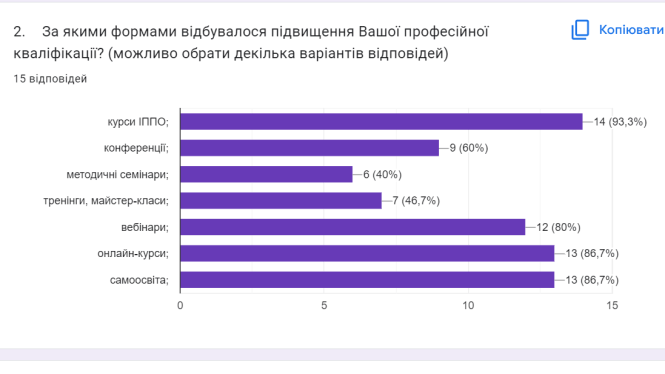 2. За якими формами відбувалося підвищення Вашої професійної
Копіювати
кваліфікації? (можливо обрати декілька варіантів відповідей)
15 відповідей
курси ІППО; 14 (93,3%)
конференції; 9 (60%)
методичні семінари; 6 (40%)
тренінги, майстер-класи; 7 (46,7%)
вебінари; 12 (80%)
онлайн-курси; 13 (86,7%)
самоосвіта; 13 (86,7%)
0 5 10 15